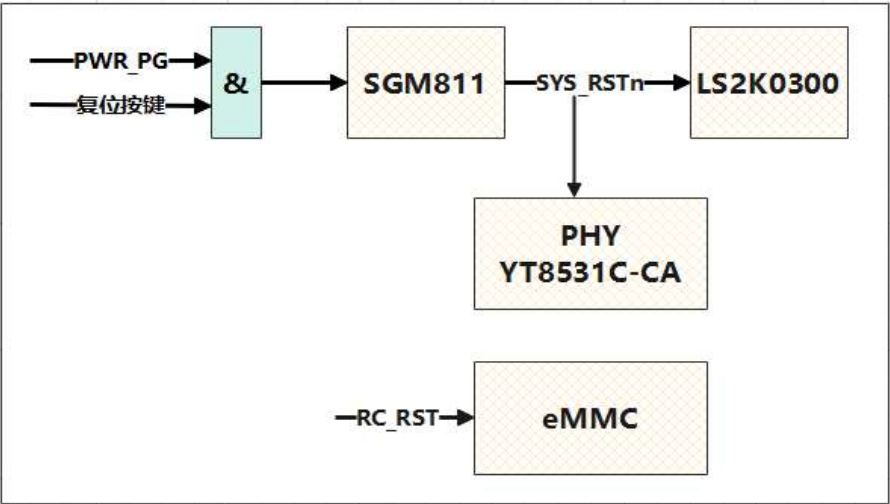 PWR_PG
复位按键
&
SGM811
SYS_RSTn
LS2K0300
PHY
YT8531C-CA
RC_RST
eMMC